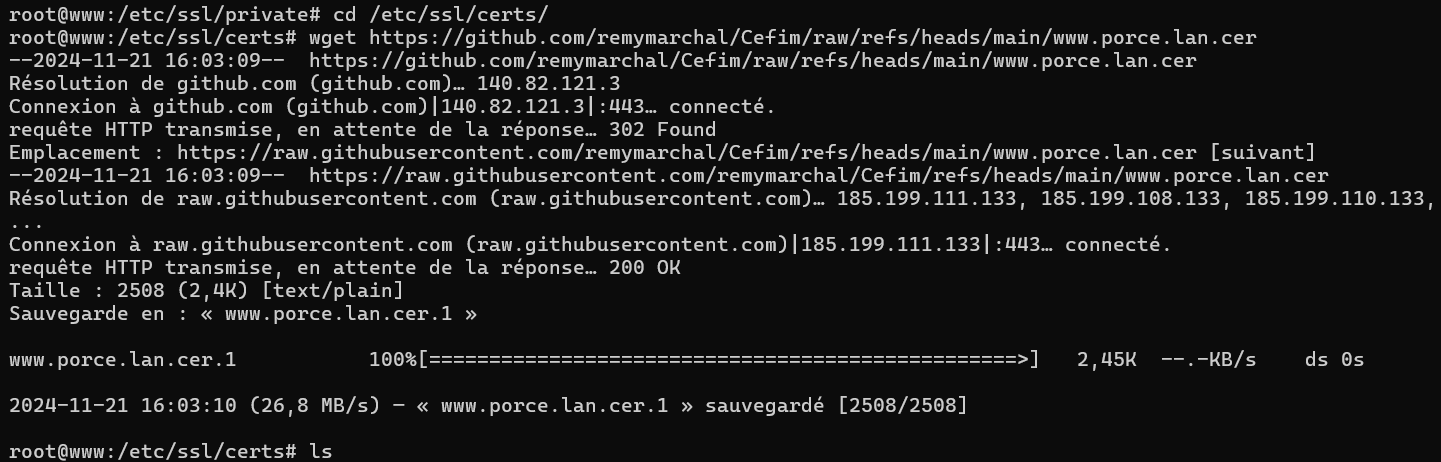 root@www:/etc/ssl/private# cd /etc/ssl/certs/
root@www:/etc/ssl/certs# wget https://github.com/remymarchal/Cefim/raw/refs/heads/main/www.porce.lan.cer
--2024-11-21 16:03:09--  https://github.com/remymarchal/Cefim/raw/refs/heads/main/www.porce.lan.cer
Résolution de github.com (github.com)… 140.82.121.3
Connexion à github.com (github.com)|140.82.121.3|:443… connecté.
requête HTTP transmise, en attente de la réponse… 302 Found
Emplacement : https://raw.githubusercontent.com/remymarchal/Cefim/refs/heads/main/www.porce.lan.cer [suivant]
--2024-11-21 16:03:09--  https://raw.githubusercontent.com/remymarchal/Cefim/refs/heads/main/www.porce.lan.cer
Résolution de raw.githubusercontent.com (raw.githubusercontent.com)… 185.199.111.133, 185.199.108.133, 185.199.110.133,
...
Connexion à raw.githubusercontent.com (raw.githubusercontent.com)|185.199.111.133|:443… connecté.
requête HTTP transmise, en attente de la réponse… 200 OK
Taille : 2508 (2,4K) [text/plain]
Sauvegarde en : « www.porce.lan.cer.1 »
www.porce.lan.cer.1           100%[=================================================>]   2,45K  --.-KB/s    ds 0s
2024-11-21 16:03:10 (26,8 MB/s) — « www.porce.lan.cer.1 » sauvegardé [2508/2508]
root@www:/etc/ssl/certs# ls